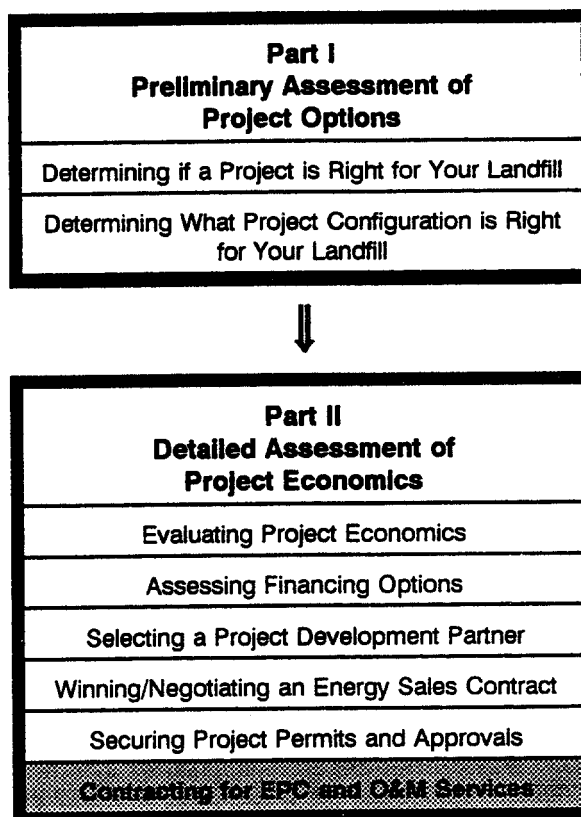 Part I
Preliminary Assessment of
Project Options
Determining if a Project is Right for Your Landfill
Determining What Project Configuration is Right
for Your Landfill
Part II
Detailed Assessment of
Project Economics
Evaluating Project Economics
Assessing Financing Options
Selecting a Project Development Partner
Winning/Negotiating an Energy Sales Contract
Securing Project Permits and Approvals
Contracting for EPC and O&M Services